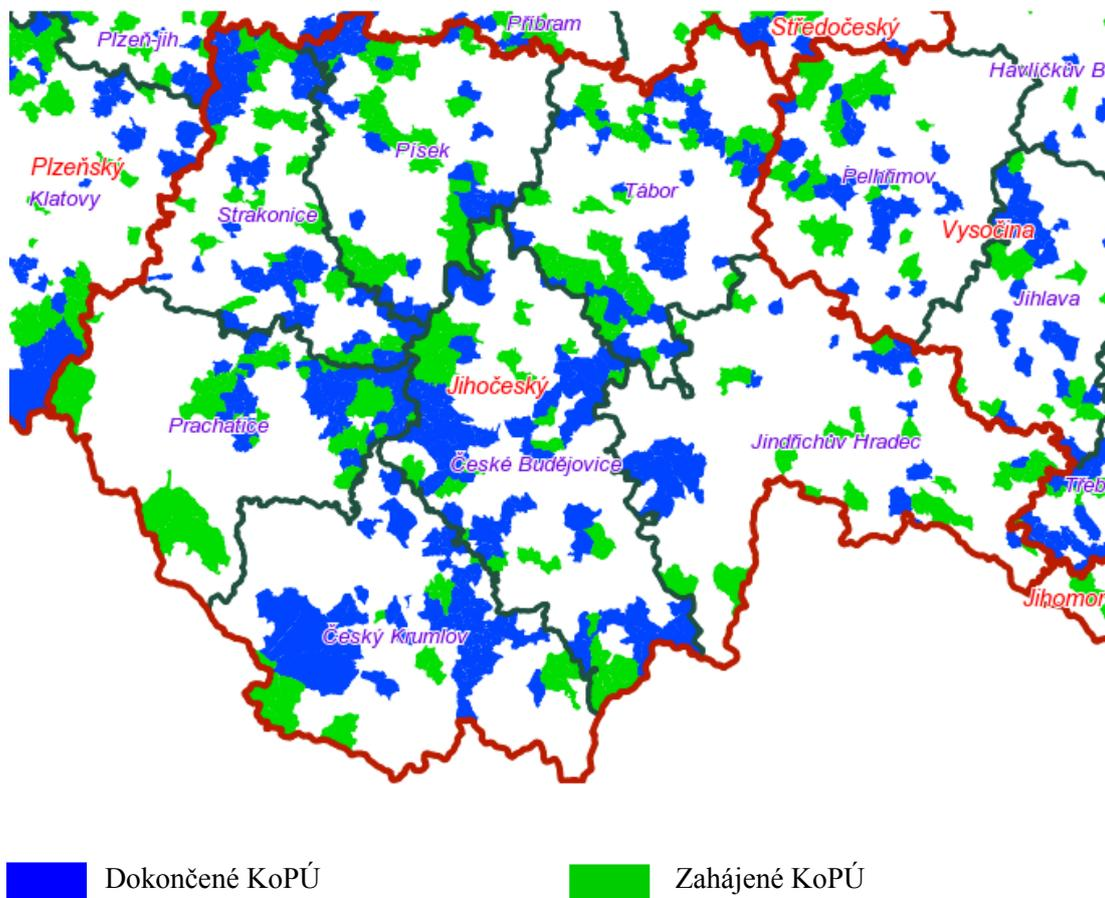 Příbram
Středočeský
Plzeň-jih
Havlíčkův B
Písek
Plzeňský
Klatovy
Pelhřimov
Tábor
Strakonice
Vysočina
Jihlava
Jihočeský
Prachatice
Jindřichův Hradec
České Budějovice
Třeb
Jihomor
Český Krumlov
Dokončené KoPÚ
Zahájené KoPÚ